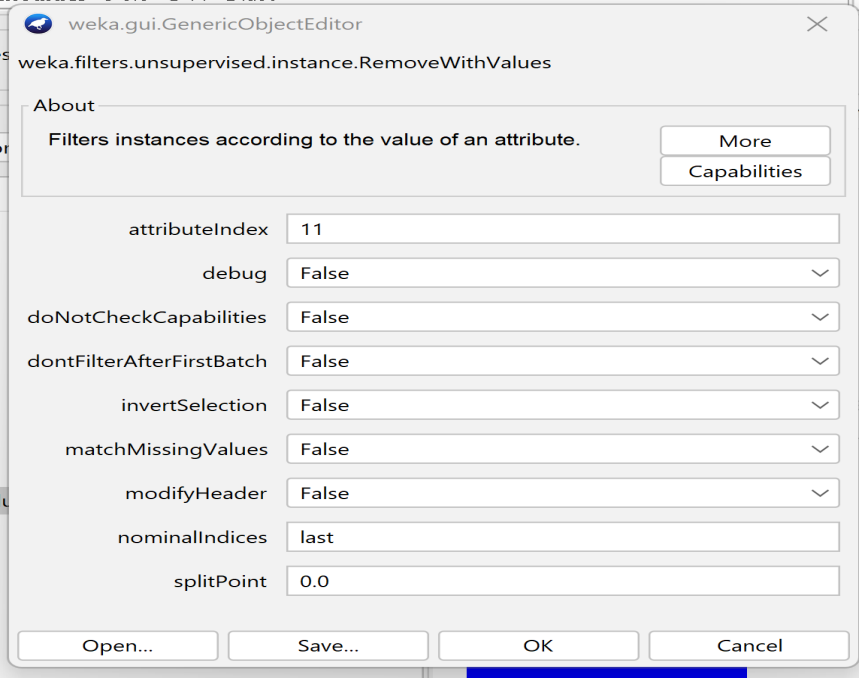 weka.gui.GenericObjectEditor
weka.filters.unsupervised.instance.RemoveWithValues
About
Filters instances according to the value of an attribute.
More
Capabilities
attributeIndex 11
debug False
doNotCheckCapabilities False
dontFilterAfterFirstBatch False
invertSelection False
matchMissingValues False
modifyHeader False
nominalIndices last
splitPoint 0.0
Open... Save... OK Cancel